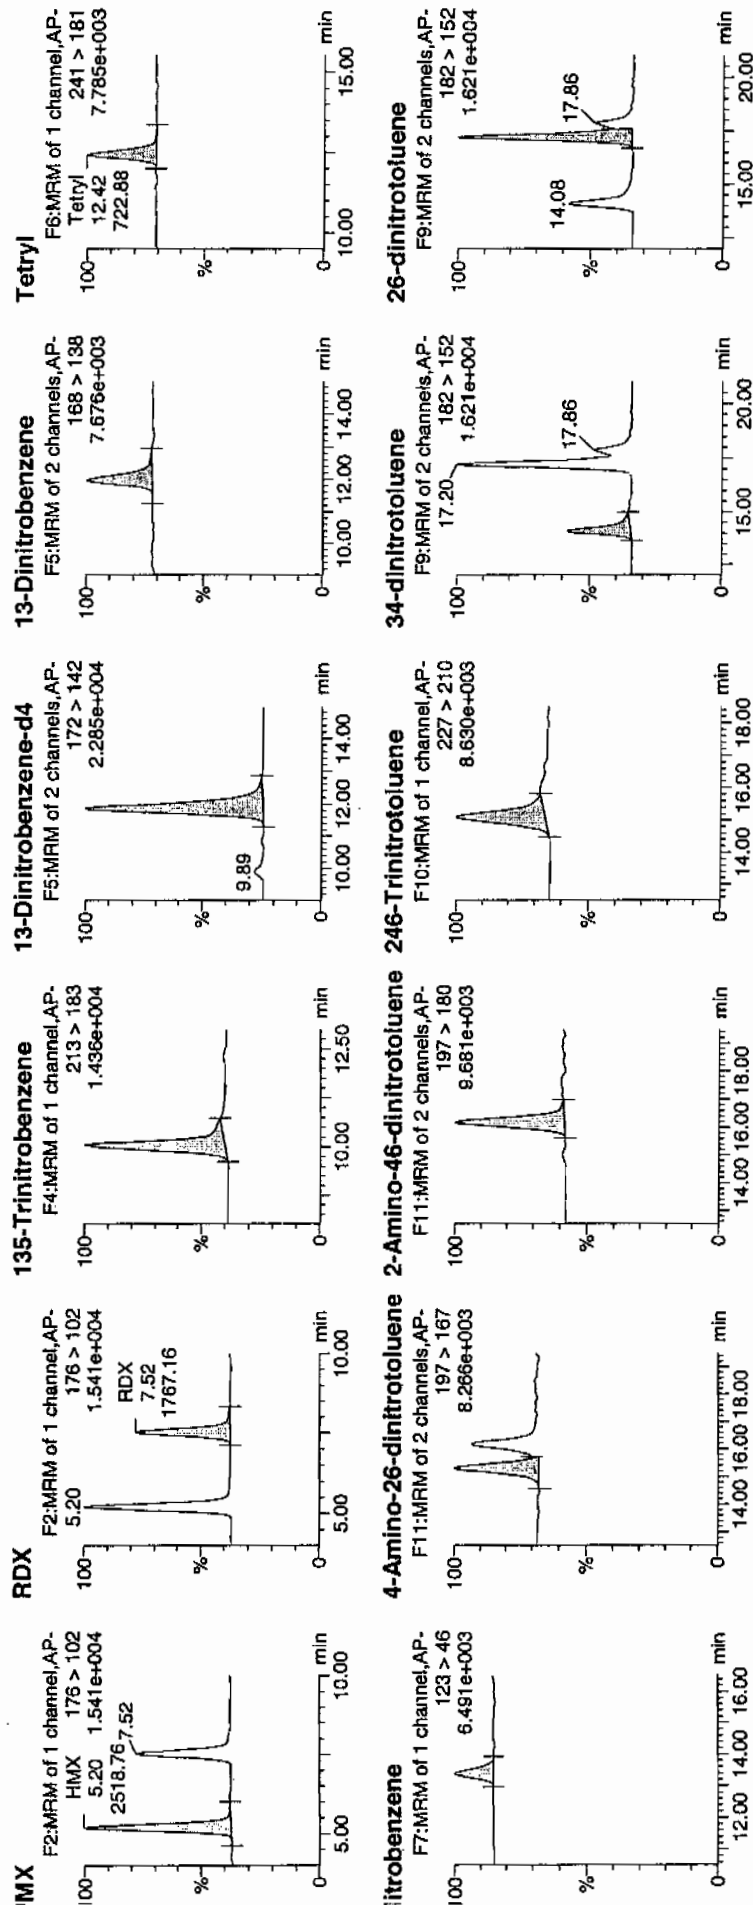 MX
F2:MRM of 1 channel,AP-
HMX 176 > 102
5.20 1.541e+004
2518.76
7.52
100
%
0
5.00 10.00 min
RDX
F2:MRM of 1 channel,AP-
5.20 176 > 102
1.541e+004
RDX
7.52
1767.16
100
%
0
5.00 10.00 min
135-Trinitrobenzene
F4:MRM of 1 channel,AP-
213 > 183
1.436e+004
100
%
0
10.00 12.50 min
13-Dinitrobenzene-d4
F5:MRM of 2 channels,AP-
172 > 142
2.285e+004
9.89
100
%
0
10.00 12.00 14.00 min
13-Dinitrobenzene
F5:MRM of 2 channels,AP-
168 > 138
7.676e+003
100
%
0
10.00 12.00 14.00 min
Tetryl
F6:MRM of 1 channel,AP-
Tetryl 241 > 181
12.42 7.785e+003
722.88
100
%
0
10.00 15.00 min
itrobenzene
F7:MRM of 1 channel,AP-
123 > 46
6.491e+003
100
%
0
12.00 14.00 16.00 min
4-Amino-26-dinitrotoluene
F11:MRM of 2 channels,AP-
197 > 167
8.266e+003
100
%
0
14.00 16.00 18.00 min
2-Amino-46-dinitrotoluene
F11:MRM of 2 channels,AP-
197 > 180
9.681e+003
100
%
0
14.00 16.00 18.00 min
246-Trinitrotoluene
F10:MRM of 1 channel,AP-
227 > 210
8.630e+003
100
%
0
14.00 16.00 18.00 min
34-dinitrotoluene
F9:MRM of 2 channels,AP-
17.20 182 > 152
1.621e+004
17.86
100
%
0
15.00 20.00 min
26-dinitrotoluene
F9:MRM of 2 channels,AP-
182 > 152
1.621e+004
14.08
17.86
100
%
0
15.00 20.00 min